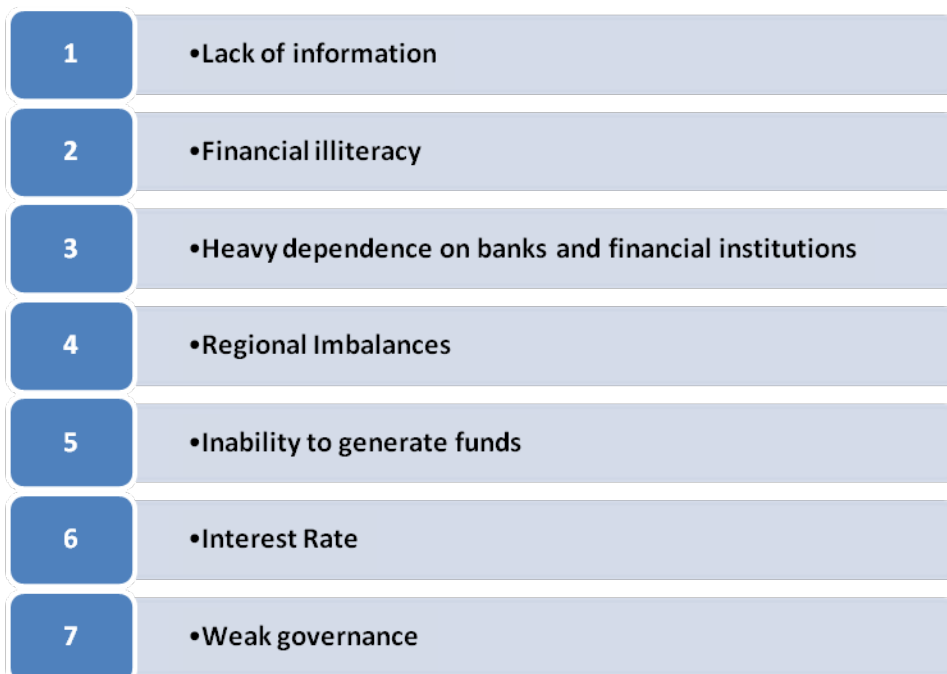 1 •Lack of information
2 •Financial illiteracy
3 •Heavy dependence on banks and financial institutions
4 •Regional Imbalances
5 •Inability to generate funds
6 •Interest Rate
7 •Weak governance